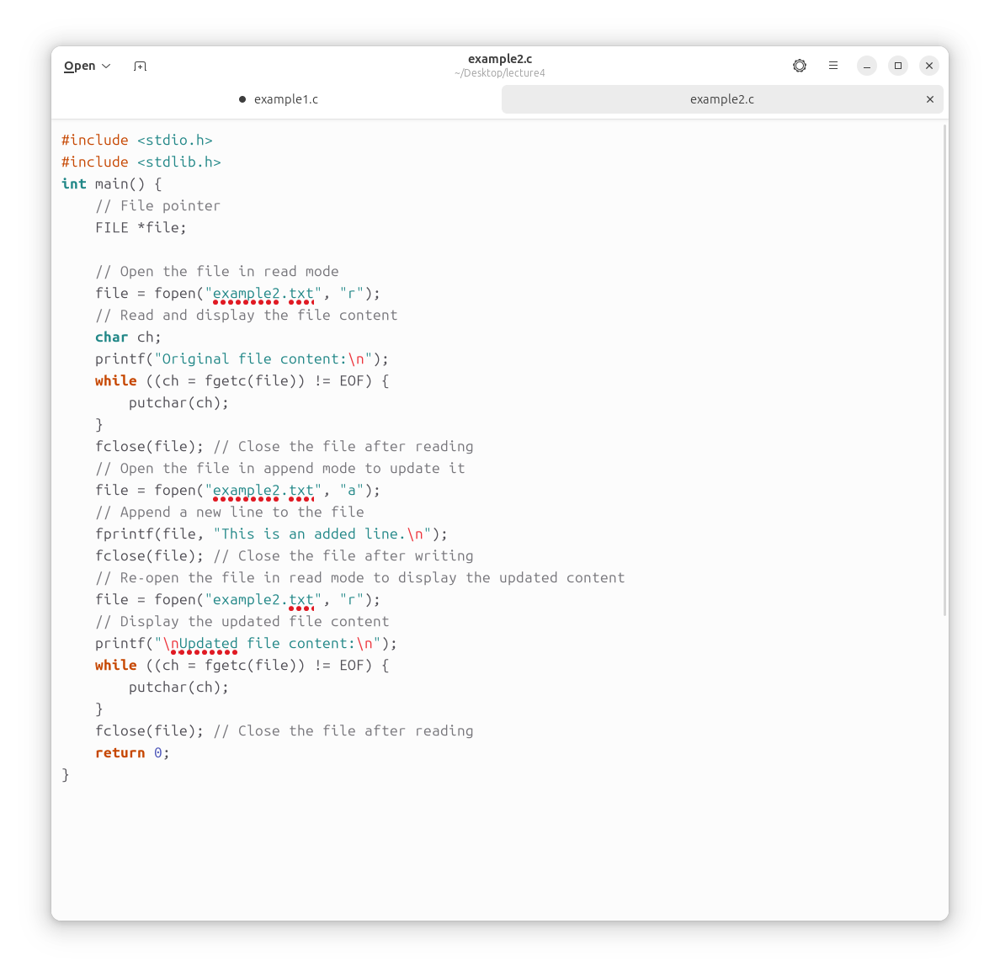 Open
example2.c
~/Desktop/lecture4
example1.c
example2.c
#include <stdio.h>
#include <stdlib.h>
int main() {
    // File pointer
    FILE *file;

    // Open the file in read mode
    file = fopen("example2.txt", "r");
    // Read and display the file content
    char ch;
    printf("Original file content:\n");
    while ((ch = fgetc(file)) != EOF) {
        putchar(ch);
    }
    fclose(file); // Close the file after reading
    // Open the file in append mode to update it
    file = fopen("example2.txt", "a");
    // Append a new line to the file
    fprintf(file, "This is an added line.\n");
    fclose(file); // Close the file after writing
    // Re-open the file in read mode to display the updated content
    file = fopen("example2.txt", "r");
    // Display the updated file content
    printf("\nUpdated file content:\n");
    while ((ch = fgetc(file)) != EOF) {
        putchar(ch);
    }
    fclose(file); // Close the file after reading
    return 0;
}